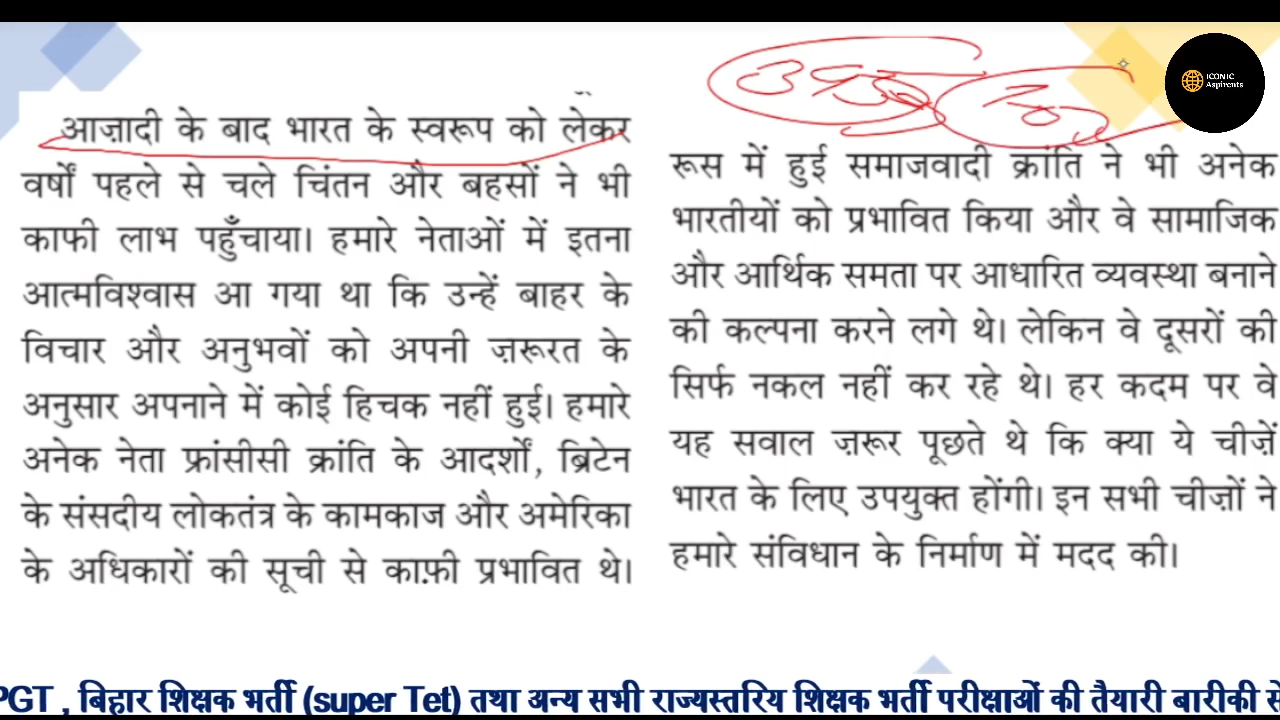 ICONIC
Aspirents
395
आज़ादी के बाद भारत के स्वरूप को लेकर
वर्षों पहले से चले चिंतन और बहसों ने भी
काफी लाभ पहुँचाया। हमारे नेताओं में इतना
आत्मविश्वास आ गया था कि उन्हें बाहर के
विचार और अनुभवों को अपनी ज़रूरत के
अनुसार अपनाने में कोई हिचक नहीं हुई। हमारे
अनेक नेता फ्रांसीसी क्रांति के आदर्शों, ब्रिटेन
के संसदीय लोकतंत्र के कामकाज और अमेरिका
के अधिकारों की सूची से काफ़ी प्रभावित थे।
रूस में हुई समाजवादी क्रांति ने भी अनेक
भारतीयों को प्रभावित किया और वे सामाजिक
और आर्थिक समता पर आधारित व्यवस्था बनाने
की कल्पना करने लगे थे। लेकिन वे दूसरों की
सिर्फ नकल नहीं कर रहे थे। हर कदम पर वे
यह सवाल ज़रूर पूछते थे कि क्या ये चीज़ें
भारत के लिए उपयुक्त होंगी। इन सभी चीज़ों ने
हमारे संविधान के निर्माण में मदद की।
PGT , बिहार शिक्षक भर्ती (super Tet) तथा अन्य सभी राज्यस्तरिय शिक्षक भर्ती परीक्षाओं की तैयारी बारीकी से